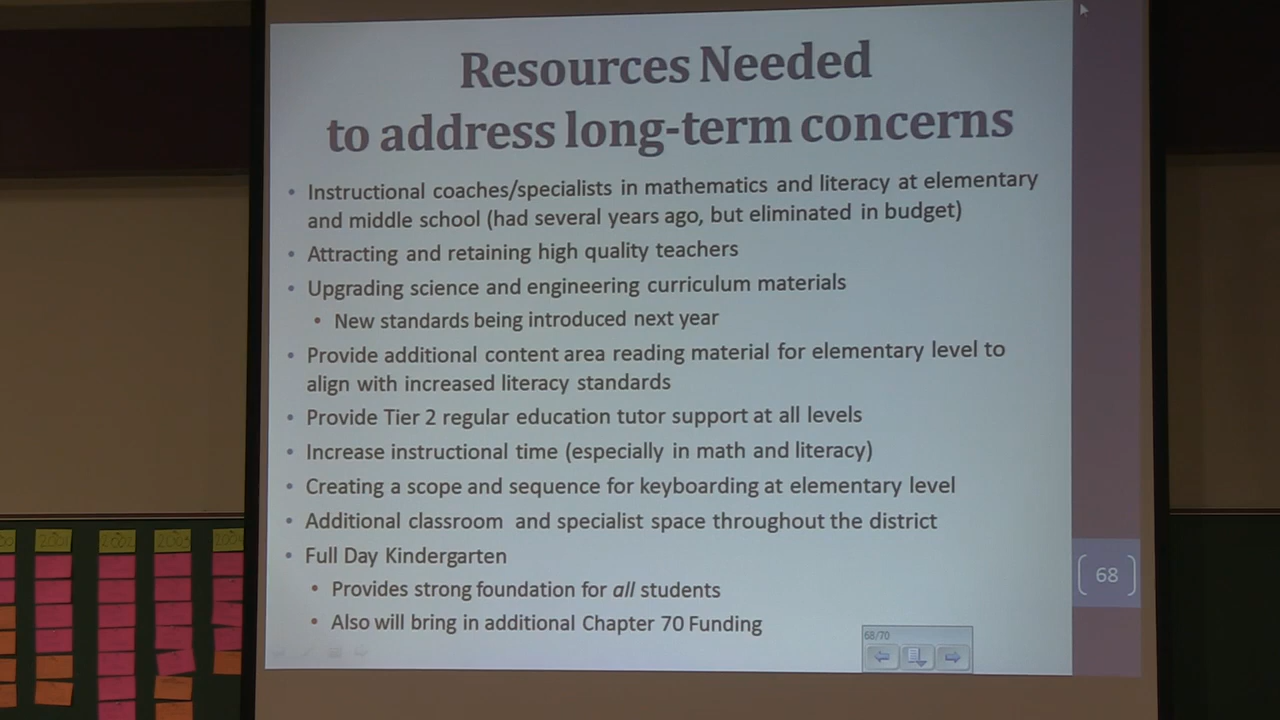 Resources Needed
to address long-term concerns
• Instructional coaches/specialists in mathematics and literacy at elementary
and middle school (had several years ago, but eliminated in budget)
• Attracting and retaining high quality teachers
• Upgrading science and engineering curriculum materials
• New standards being introduced next year
• Provide additional content area reading material for elementary level to
align with increased literacy standards
• Provide Tier 2 regular education tutor support at all levels
• Increase instructional time (especially in math and literacy)
• Creating a scope and sequence for keyboarding at elementary level
• Additional classroom and specialist space throughout the district
• Full Day Kindergarten
• Provides strong foundation for all students
• Also will bring in additional Chapter 70 Funding
68
68/70
2001
2002
2003